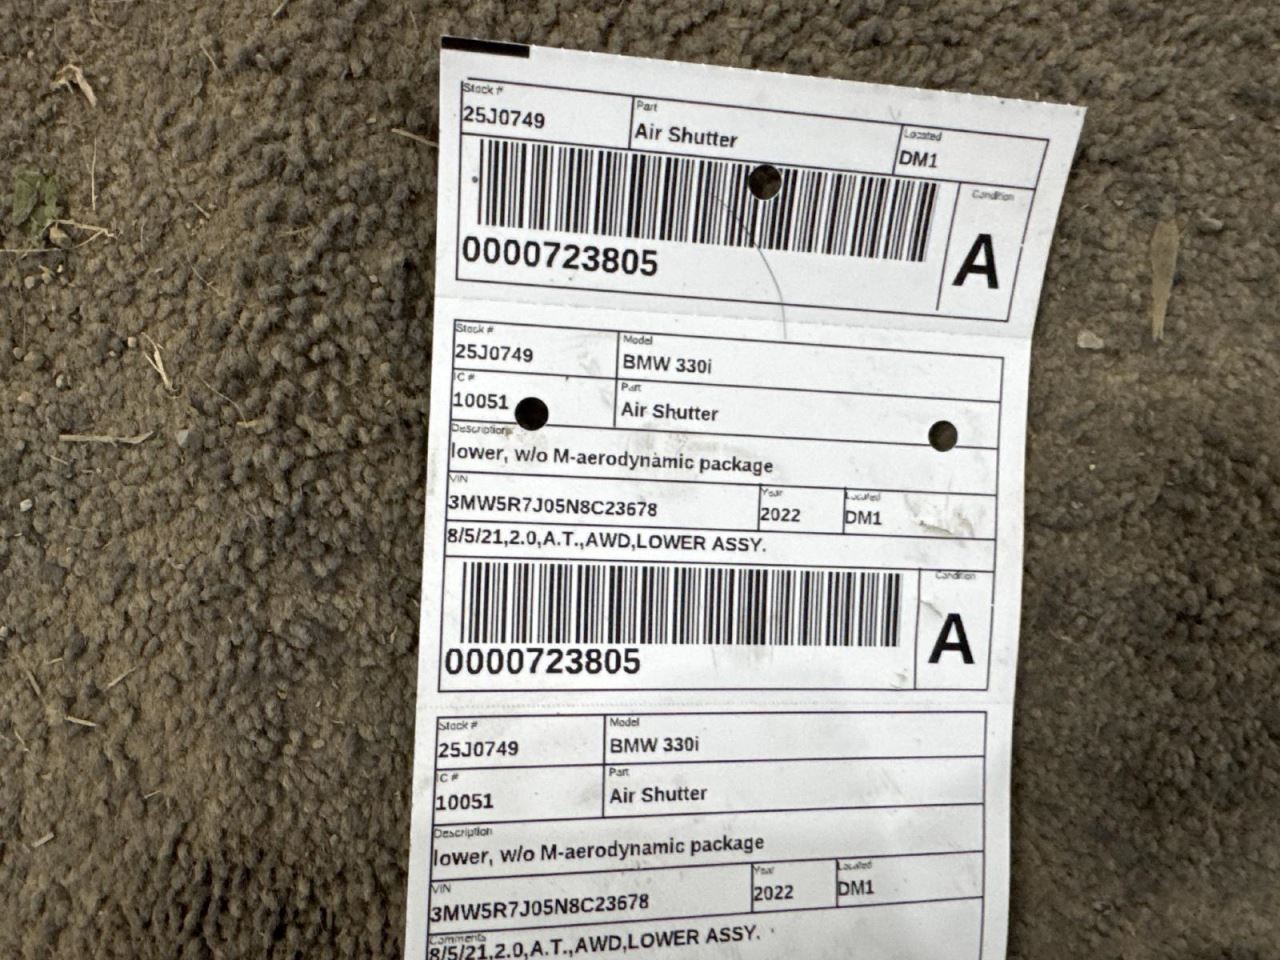 Stock # Part Located
25J0749 Air Shutter DM1
Condition
0000723805 A
Stock # Model
25J0749 BMW 330i
IC # Part
10051 Air Shutter
Description
lower, w/o M-aerodynamic package
VIN Year Located
3MW5R7J05N8C23678 2022 DM1
8/5/21,2.0,A.T.,AWD,LOWER ASSY.
Condition
0000723805 A
Stock # Model
25J0749 BMW 330i
IC # Part
10051 Air Shutter
Description
lower, w/o M-aerodynamic package
VIN Year Located
3MW5R7J05N8C23678 2022 DM1
Comments
8/5/21,2.0,A.T.,AWD,LOWER ASSY.